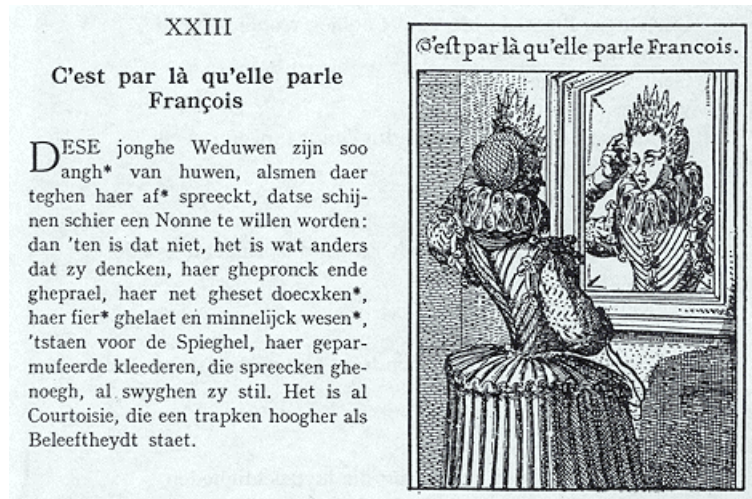 XXIII
C'est par là qu'elle parle
François
DESE jonghe Weduwen zijn soo
angh* van huwen, alsmen daer
teghen haer af* spreeckt, datse schij-
nen schier een Nonne te willen worden:
dan 'ten is dat niet, het is wat anders
dat zy dencken, haer ghepronck ende
gheprael, haer net gheset doecxken*,
haer fier* ghelaet eñ minnelijck wesen*,
'tstaen voor de Spieghel, haer gepar-
mufeerde kleederen, die spreecken ghe-
noegh, al swyghen zy stil. Het is al
Courtoisie, die een trapken hoogher als
Beleeftheydt staet.
C'est par là qu'elle parle Francois.